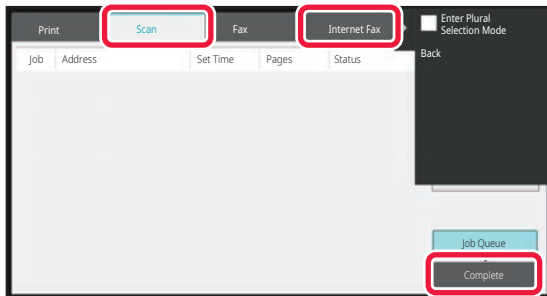 Print Scan Fax Internet Fax
Enter Plural
Selection Mode
Job Address Set Time Pages Status
Back
Job Queue
Complete